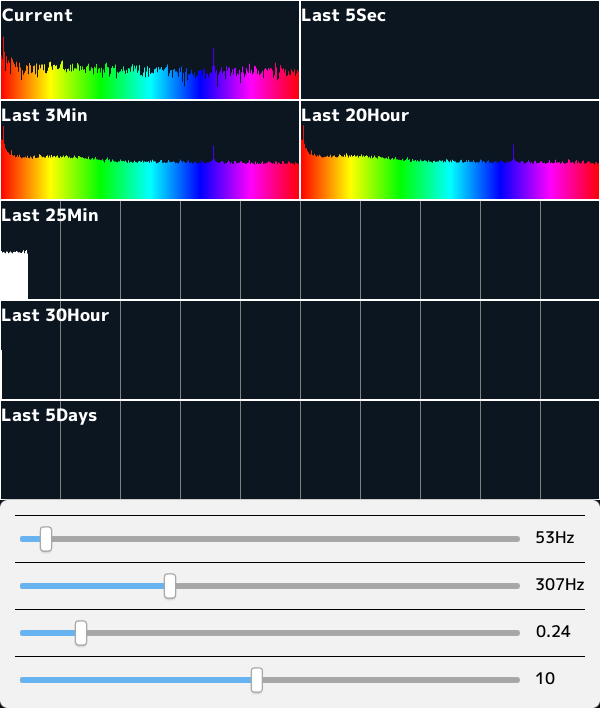 Current
Last 5Sec
Last 3Min
Last 20Hour
Last 25Min
Last 30Hour
Last 5Days
53Hz
307Hz
0.24
10